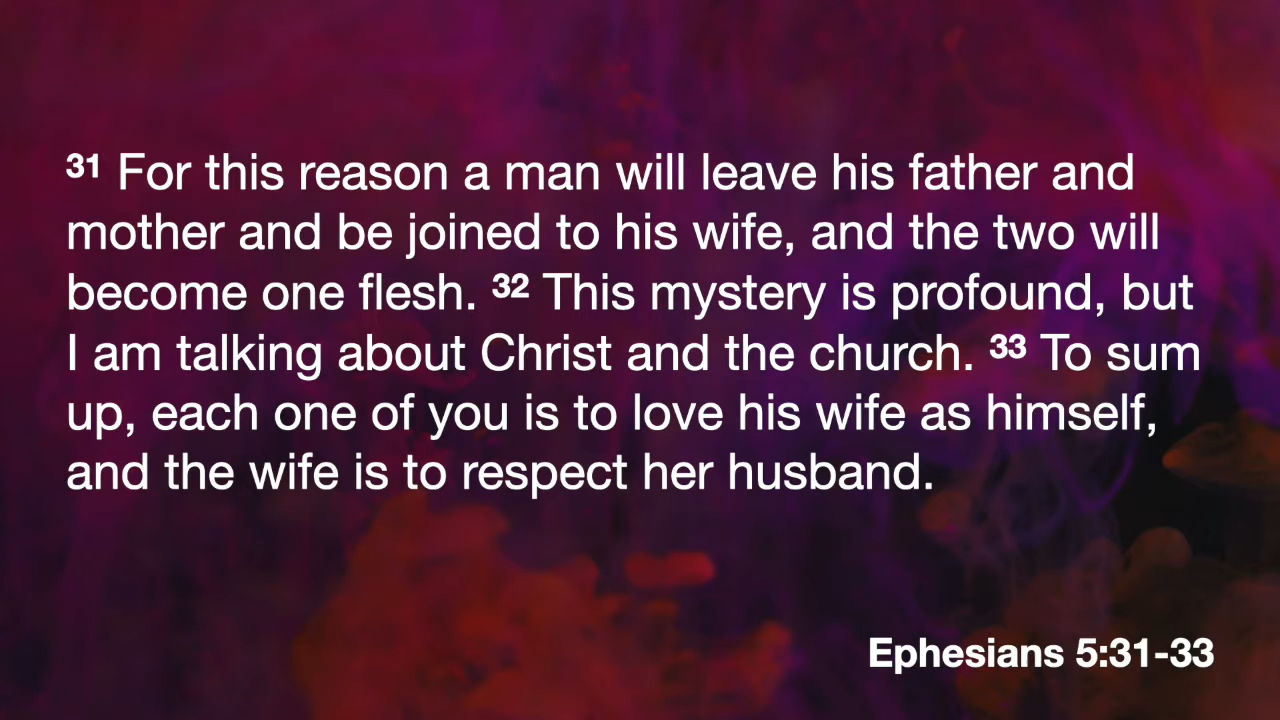 31 For this reason a man will leave his father and
mother and be joined to his wife, and the two will
become one flesh. 32 This mystery is profound, but
I am talking about Christ and the church. 33 To sum
up, each one of you is to love his wife as himself,
and the wife is to respect her husband.
Ephesians 5:31-33